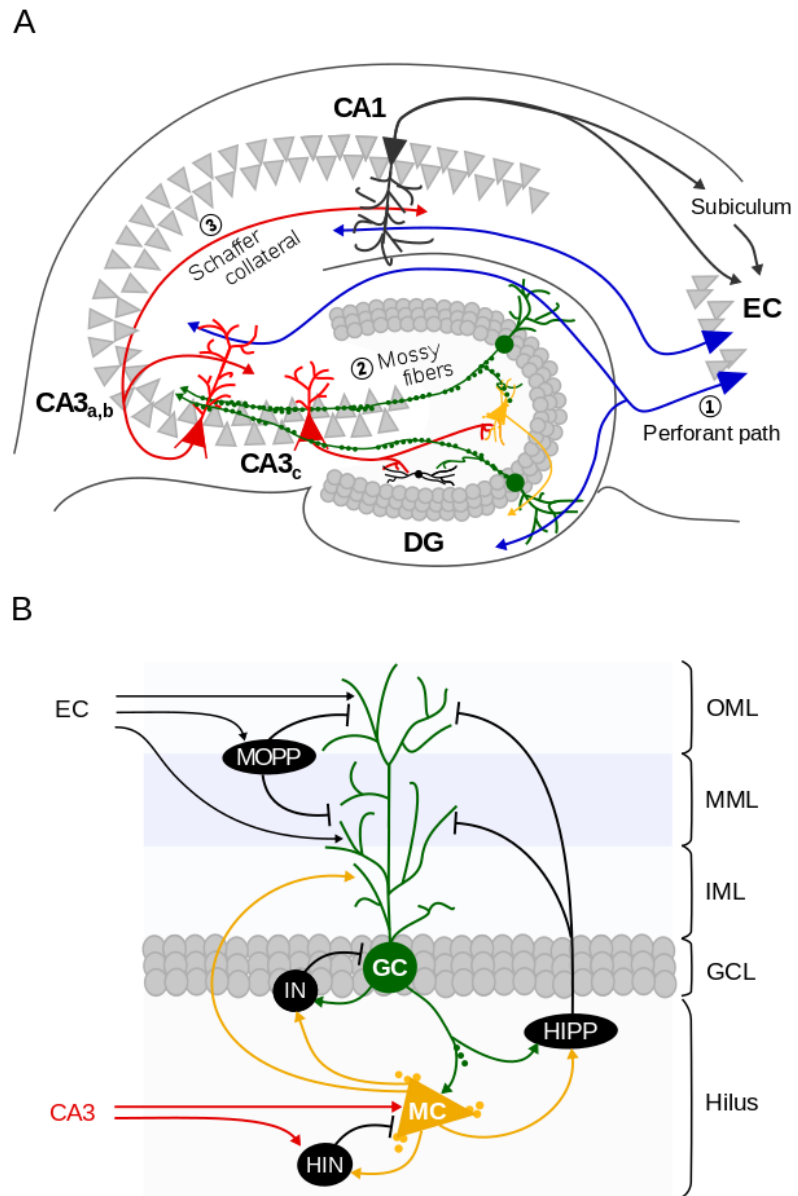 A
CA1
③
Schaffer
collateral
Subiculum
EC
② Mossy
fibers
CA3a,b
CA3c
①
Perforant path
DG
B
EC
MOPP
OML
MML
IML
GC
IN
GCL
HIPP
CA3
MC
HIN
Hilus